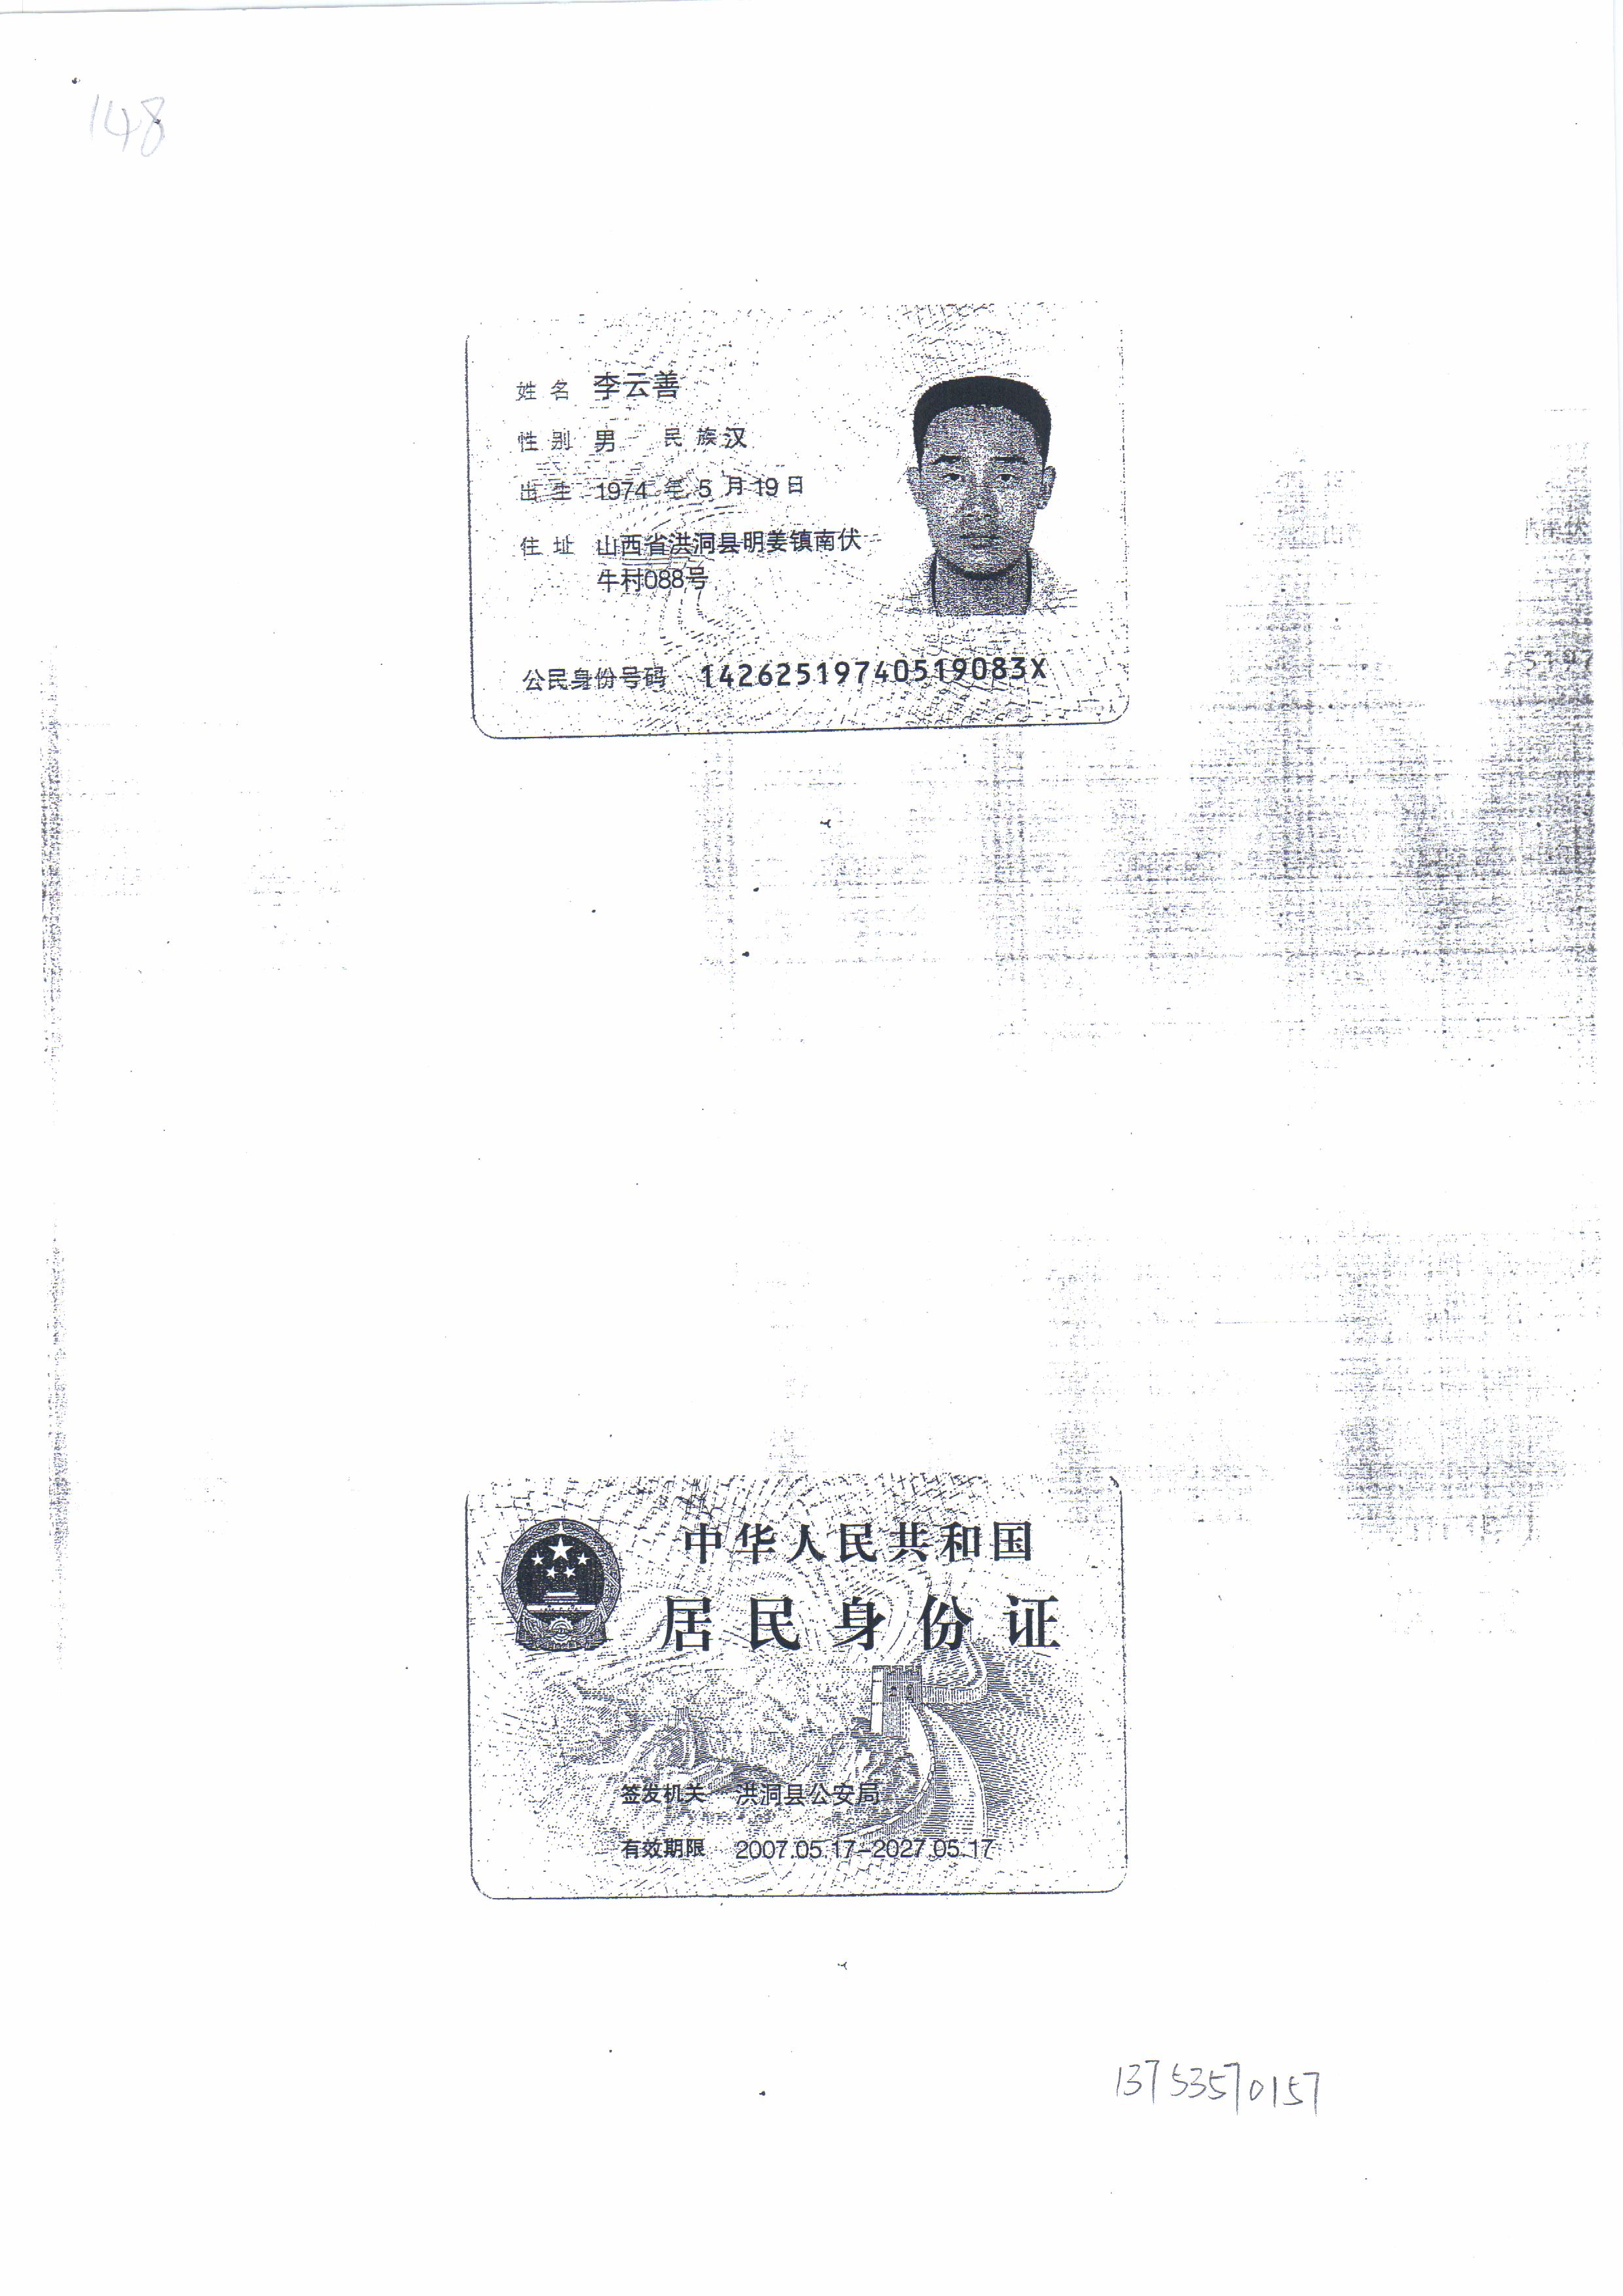 148
姓名 李云善
性别 男 民族 汉
出生 1974 年 5 月 19 日
住址 山西省洪洞县明姜镇南伏
牛村088号
公民身份号码 14262519740519083X
中华人民共和国
居民身份证
签发机关 洪洞县公安局
有效期限 2007.05.17-2027.05.17
13753570157